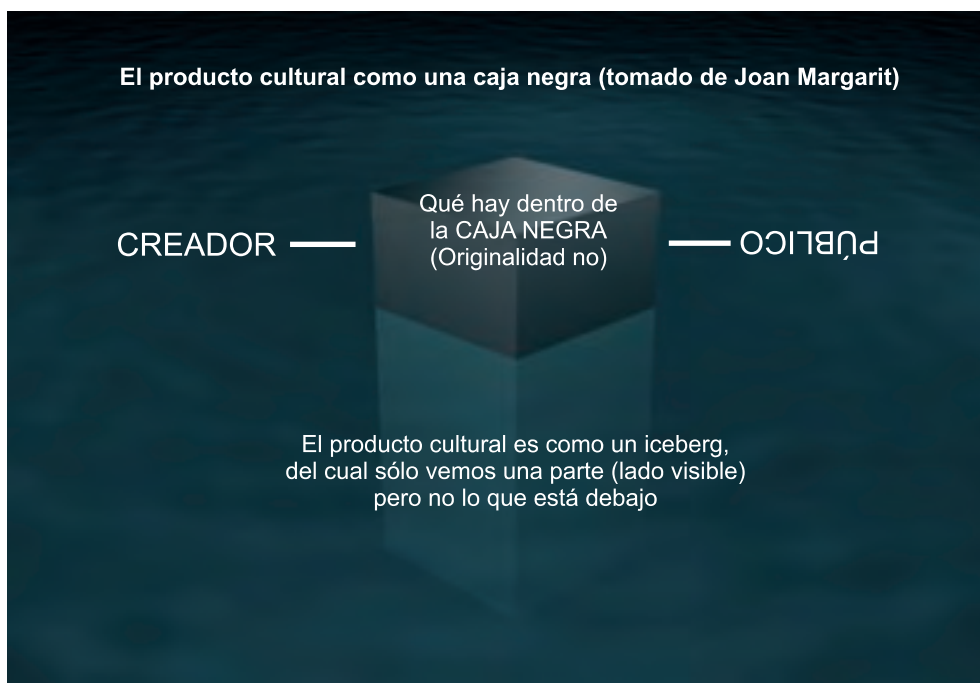 El producto cultural como una caja negra (tomado de Joan Margarit)
Qué hay dentro de
la CAJA NEGRA
(Originalidad no)
CREADOR
PÚBLICO
El producto cultural es como un iceberg,
del cual sólo vemos una parte (lado visible)
pero no lo que está debajo